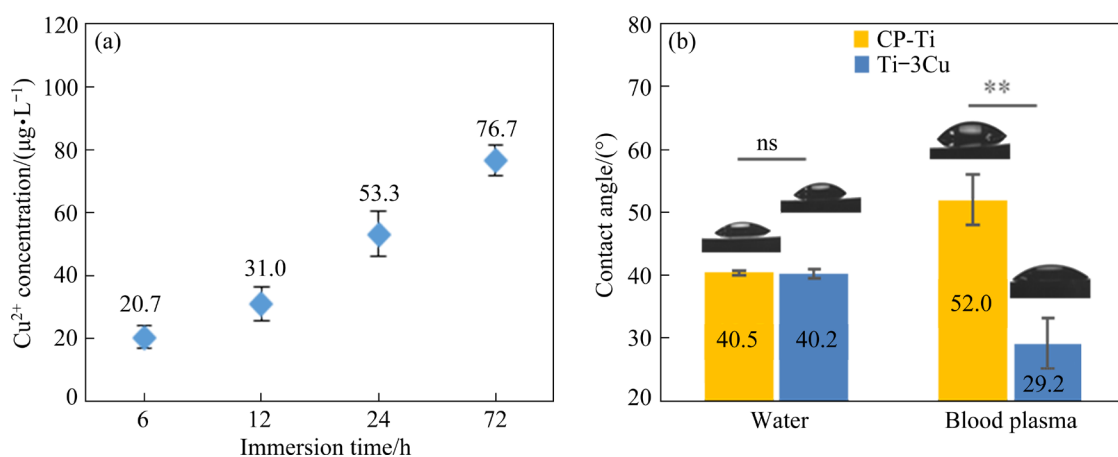 (a)
120
100
80
60
40
20
0
Cu²⁺ concentration/(μg•L⁻¹)
20.7
31.0
53.3
76.7
6 12 24 72
Immersion time/h
(b)
CP-Ti
Ti−3Cu
80
70
60
50
40
30
20
Contact angle/(°)
ns
**
40.5 40.2
52.0
29.2
Water Blood plasma